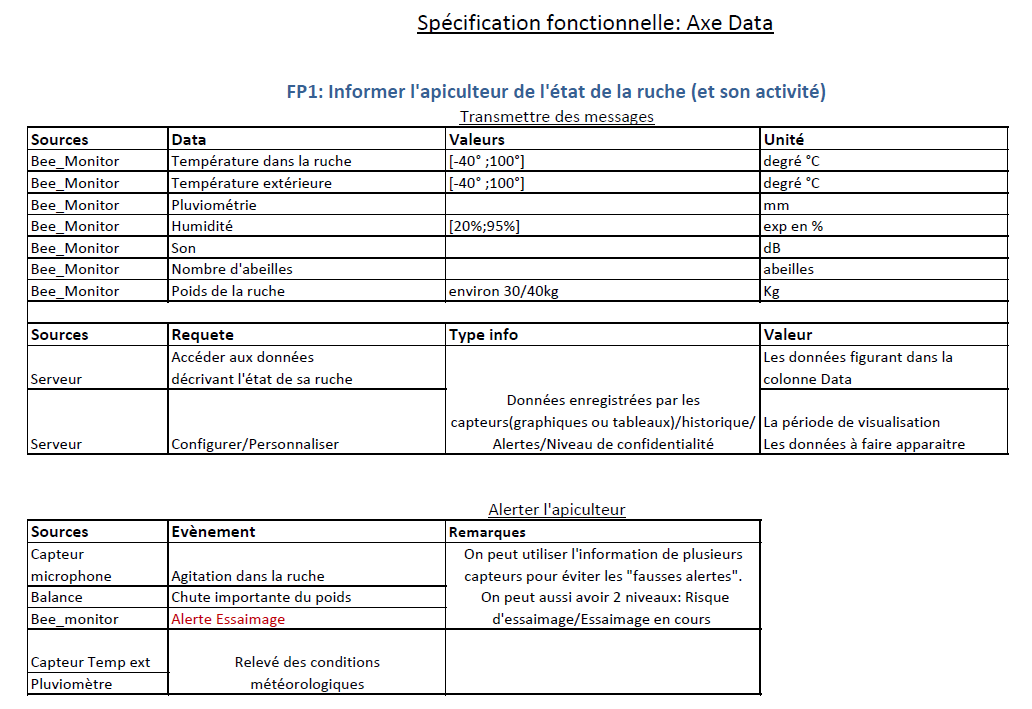 Spécification fonctionnelle: Axe Data
FP1: Informer l'apiculteur de l'état de la ruche (et son activité)
Transmettre des messages
Sources Data Valeurs Unité
Bee_Monitor Température dans la ruche [-40° ;100°] degré °C
Bee_Monitor Température extérieure [-40° ;100°] degré °C
Bee_Monitor Pluviométrie mm
Bee_Monitor Humidité [20%;95%] exp en %
Bee_Monitor Son dB
Bee_Monitor Nombre d'abeilles abeilles
Bee_Monitor Poids de la ruche environ 30/40kg Kg
Sources Requete Type info Valeur
Serveur
Accéder aux données
décrivant l'état de sa ruche
Données enregistrées par les
capteurs(graphiques ou tableaux)/historique/
Alertes/Niveau de confidentialité
Les données figurant dans la
colonne Data
Serveur
Configurer/Personnaliser
La période de visualisation
Les données à faire apparaitre
Alerter l'apiculteur
Sources Evènement Remarques
Capteur
microphone
Agitation dans la ruche
On peut utiliser l'information de plusieurs
capteurs pour éviter les "fausses alertes".
On peut aussi avoir 2 niveaux: Risque
d'essaimage/Essaimage en cours
Balance Chute importante du poids
Bee_monitor Alerte Essaimage
Capteur Temp ext
Pluviomètre
Relevé des conditions
météorologiques